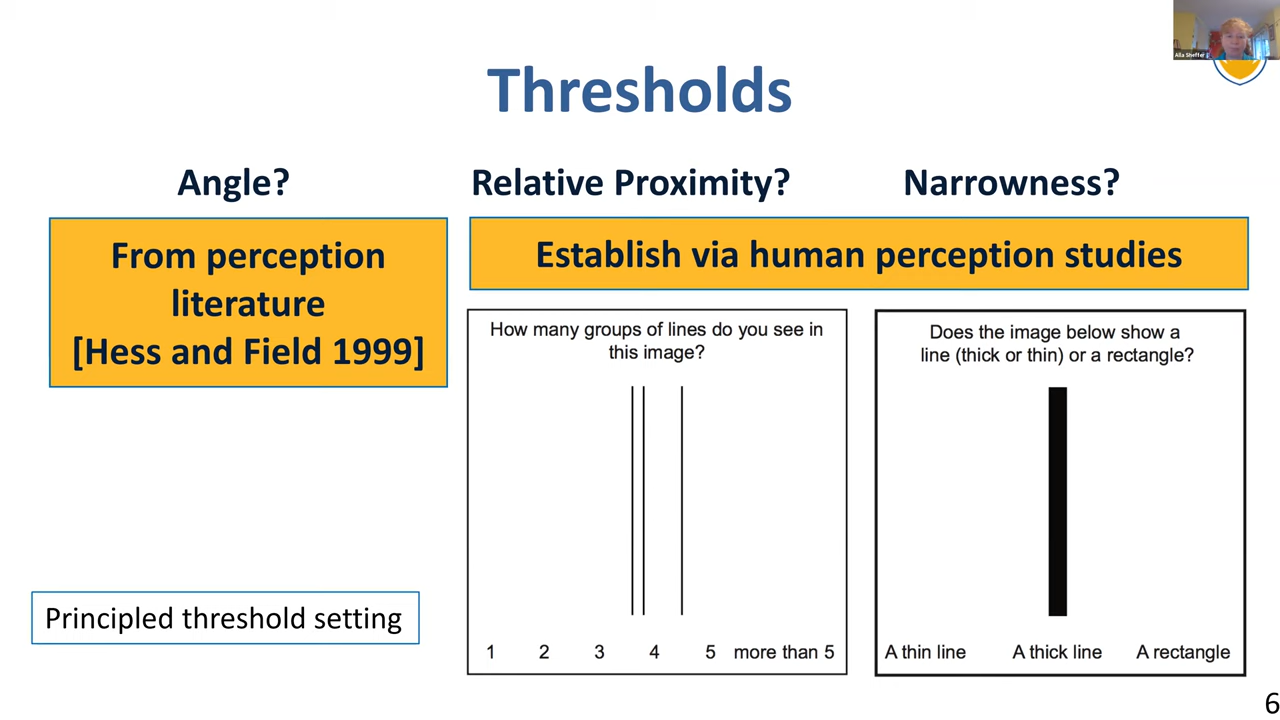 Thresholds
Alla Sheffer
Angle?
Relative Proximity?
Narrowness?
From perception
literature
[Hess and Field 1999]
Establish via human perception studies
How many groups of lines do you see in
this image?
1 2 3 4 5 more than 5
Does the image below show a
line (thick or thin) or a rectangle?
A thin line A thick line A rectangle
Principled threshold setting
6